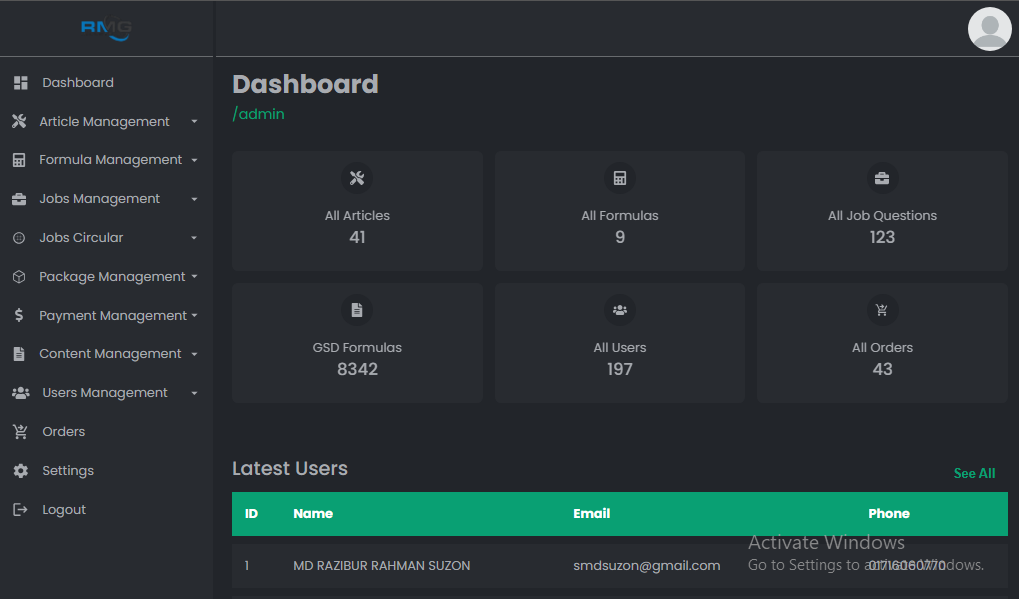 RMG
Dashboard
Article Management
Formula Management
Jobs Management
Jobs Circular
Package Management
Payment Management
Content Management
Users Management
Orders
Settings
Logout
Dashboard
/admin
All Articles
41
All Formulas
9
All Job Questions
123
GSD Formulas
8342
All Users
197
All Orders
43
Latest Users
See All
ID Name Email Phone
1 MD RAZIBUR RAHMAN SUZON smdsuzon@gmail.com
Activate Windows
Go to Settings to activate Windows.